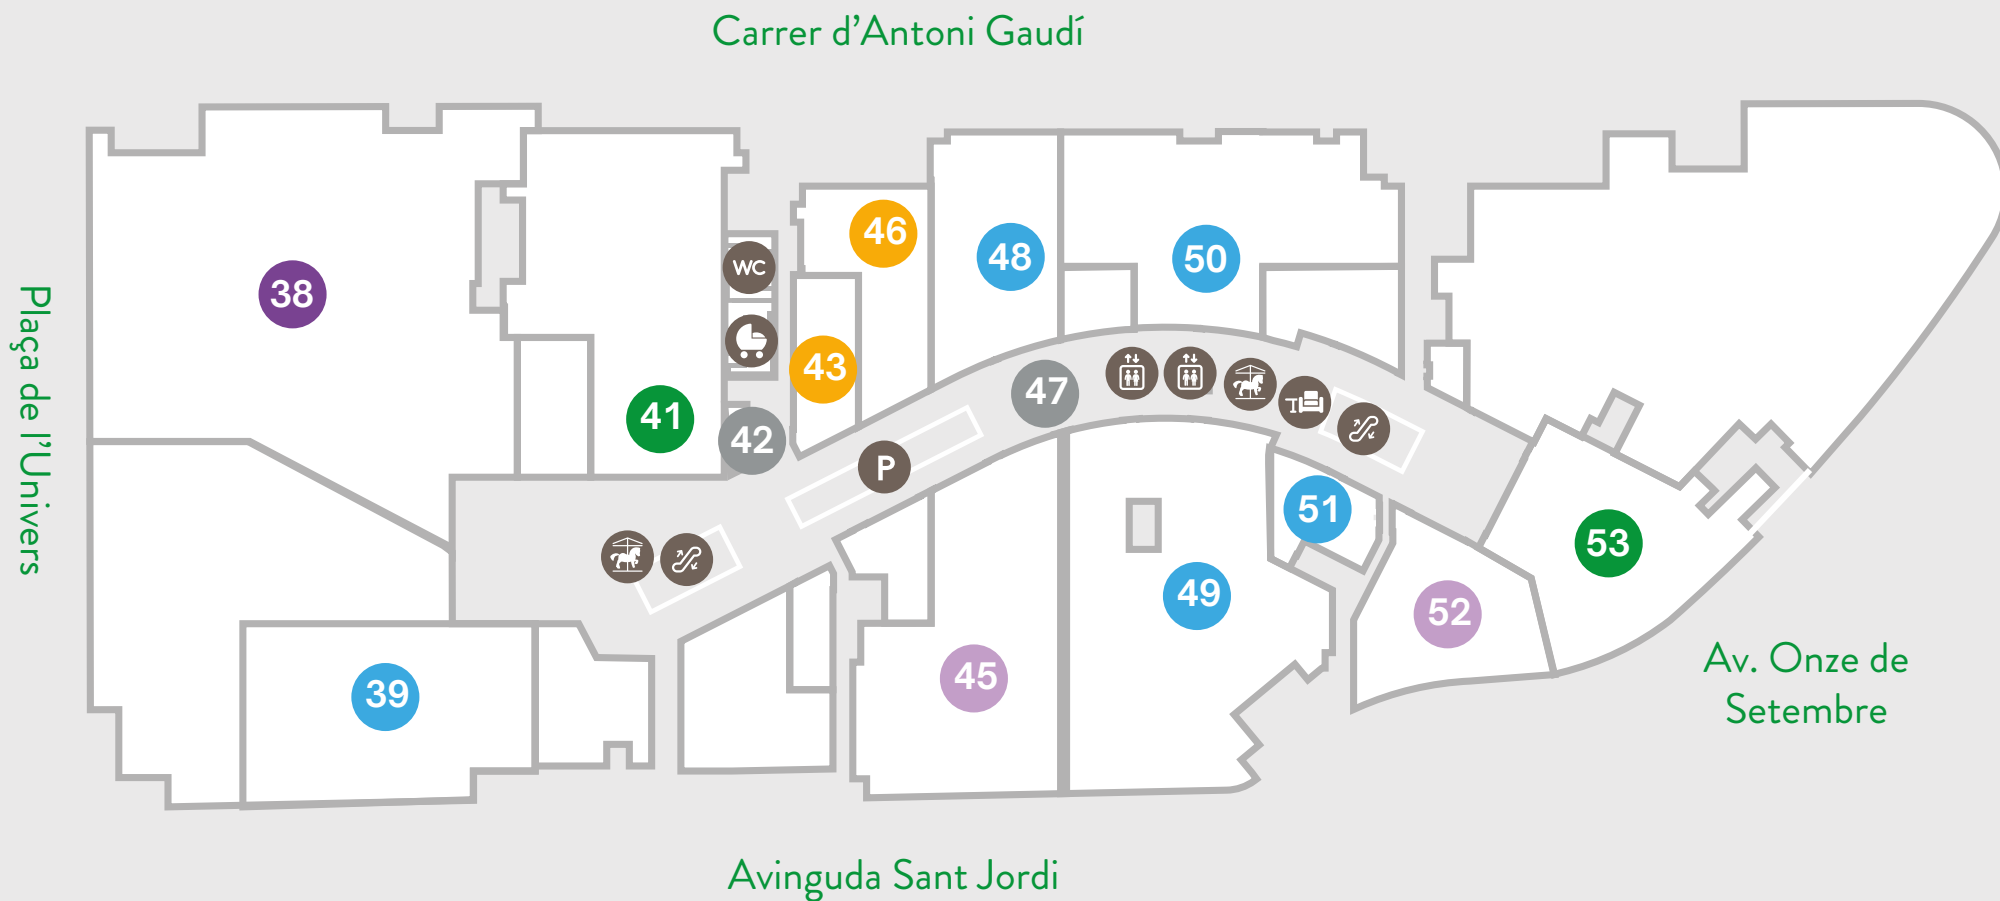 Carrer d'Antoni Gaudí
46
48
50
WC
38
Plaça de l'Univers
43
47
41
42
P
51
53
49
52
45
39
Av. Onze de
Setembre
Avinguda Sant Jordi